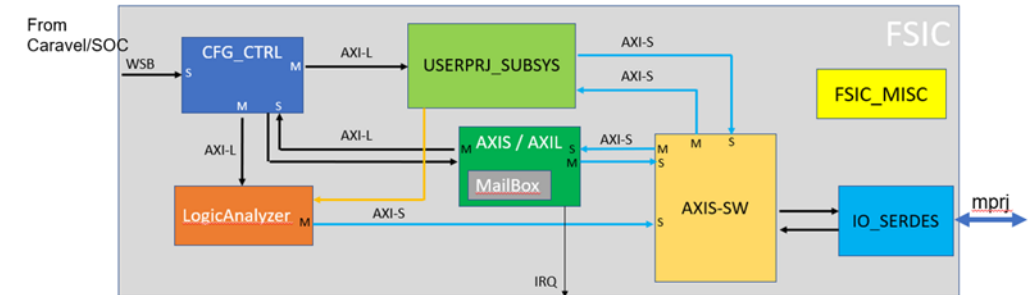 From
Caravel/SOC
FSIC
WSB
S
CFG_CTRL
M
M
S
AXI-L
USERPRJ_SUBSYS
AXI-S
AXI-S
FSIC_MISC
AXI-L
AXI-L
M
AXIS / AXIL
S
M
MailBox
AXI-S
M
S
M
S
AXIS-SW
S
LogicAnalyzer
M
AXI-S
IO_SERDES
mprj
IRQ